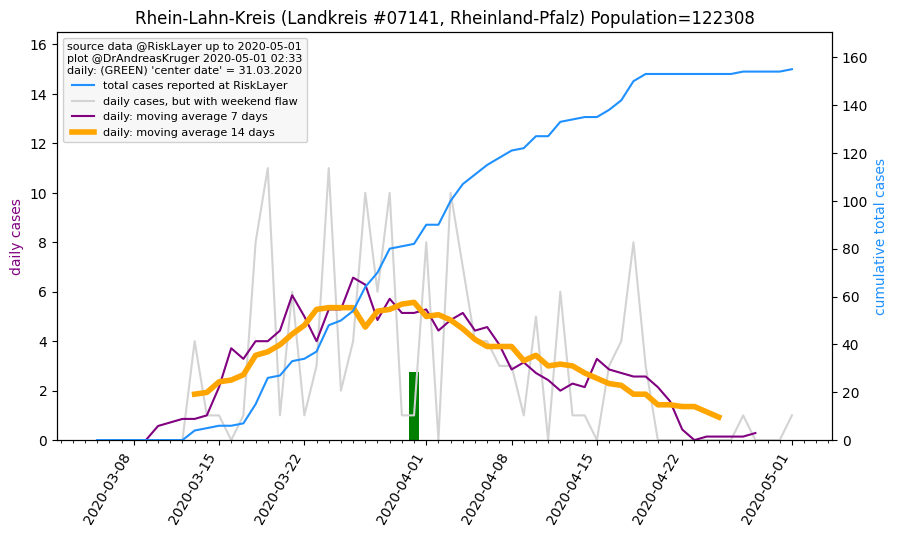 Rhein-Lahn-Kreis (Landkreis #07141, Rheinland-Pfalz) Population=122308
source data @RiskLayer up to 2020-05-01
plot @DrAndreasKruger 2020-05-01 02:33
daily: (GREEN) 'center date' = 31.03.2020
total cases reported at RiskLayer
daily cases, but with weekend flaw
daily: moving average 7 days
daily: moving average 14 days
daily cases
16
14
12
10
8
6
4
2
0
160
140
120
100
80
60
40
20
0
cumulative total cases
2020-03-08
2020-03-15
2020-03-22
2020-04-01
2020-04-08
2020-04-15
2020-04-22
2020-05-01